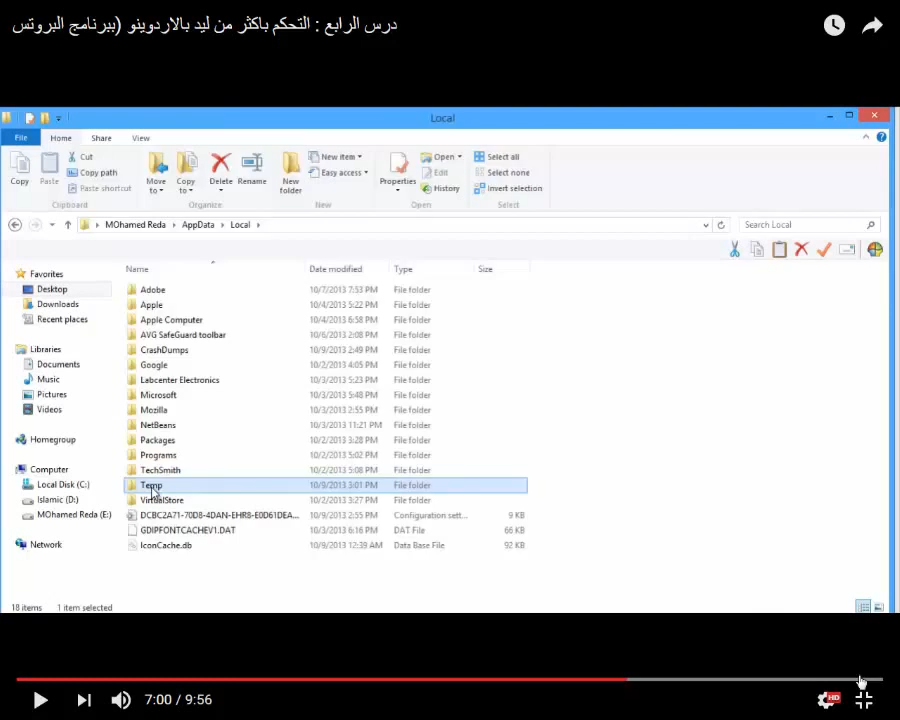 درس الرابع : التحكم باكثر من ليد بالاردوينو (ببرنامج البروتس
Local
File Home Share View
Copy
Paste
Cut
Copy path
Paste shortcut
Clipboard
Move to
Copy to
Delete
Rename
Organize
New folder
New item
Easy access
New
Properties
Open
Edit
History
Open
Select all
Select none
Invert selection
Select
MOhamed Reda AppData Local
Search Local
Favorites
Desktop
Downloads
Recent places
Libraries
Documents
Music
Pictures
Videos
Homegroup
Computer
Local Disk (C:)
Islamic (D:)
MOhamed Reda (E:)
Network
Name Date modified Type Size
Adobe 10/7/2013 7:53 PM File folder
Apple 10/4/2013 5:22 PM File folder
Apple Computer 10/4/2013 6:58 PM File folder
AVG SafeGuard toolbar 10/6/2013 2:08 PM File folder
CrashDumps 10/9/2013 2:49 PM File folder
Google 10/2/2013 4:05 PM File folder
Labcenter Electronics 10/3/2013 5:23 PM File folder
Microsoft 10/3/2013 5:48 PM File folder
Mozilla 10/3/2013 2:55 PM File folder
NetBeans 10/3/2013 11:21 PM File folder
Packages 10/2/2013 3:28 PM File folder
Programs 10/2/2013 5:02 PM File folder
TechSmith 10/2/2013 5:08 PM File folder
Temp 10/9/2013 3:01 PM File folder
VirtualStore 10/2/2013 3:27 PM File folder
DCBC2A71-70D8-4DAN-EHR8-E0D61DEA... 10/9/2013 2:55 PM Configuration sett... 9 KB
GDIPFONTCACHEV1.DAT 10/3/2013 6:16 PM DAT File 66 KB
IconCache.db 10/9/2013 12:39 AM Data Base File 92 KB
18 items 1 item selected
7:00 / 9:56
HD